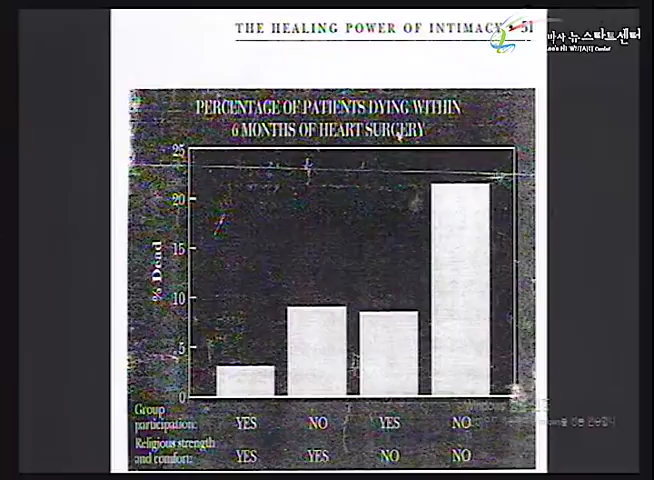 THE HEALING POWER OF INTIMACY • 51
뉴스타트센터
PERCENTAGE OF PATIENTS DYING WITHIN
6 MONTHS OF HEART SURGERY
25
20
15
10
5
0
% Dead
Group
participation:
YES NO YES NO
Religious strength
and comfort:
YES YES NO NO
Windows